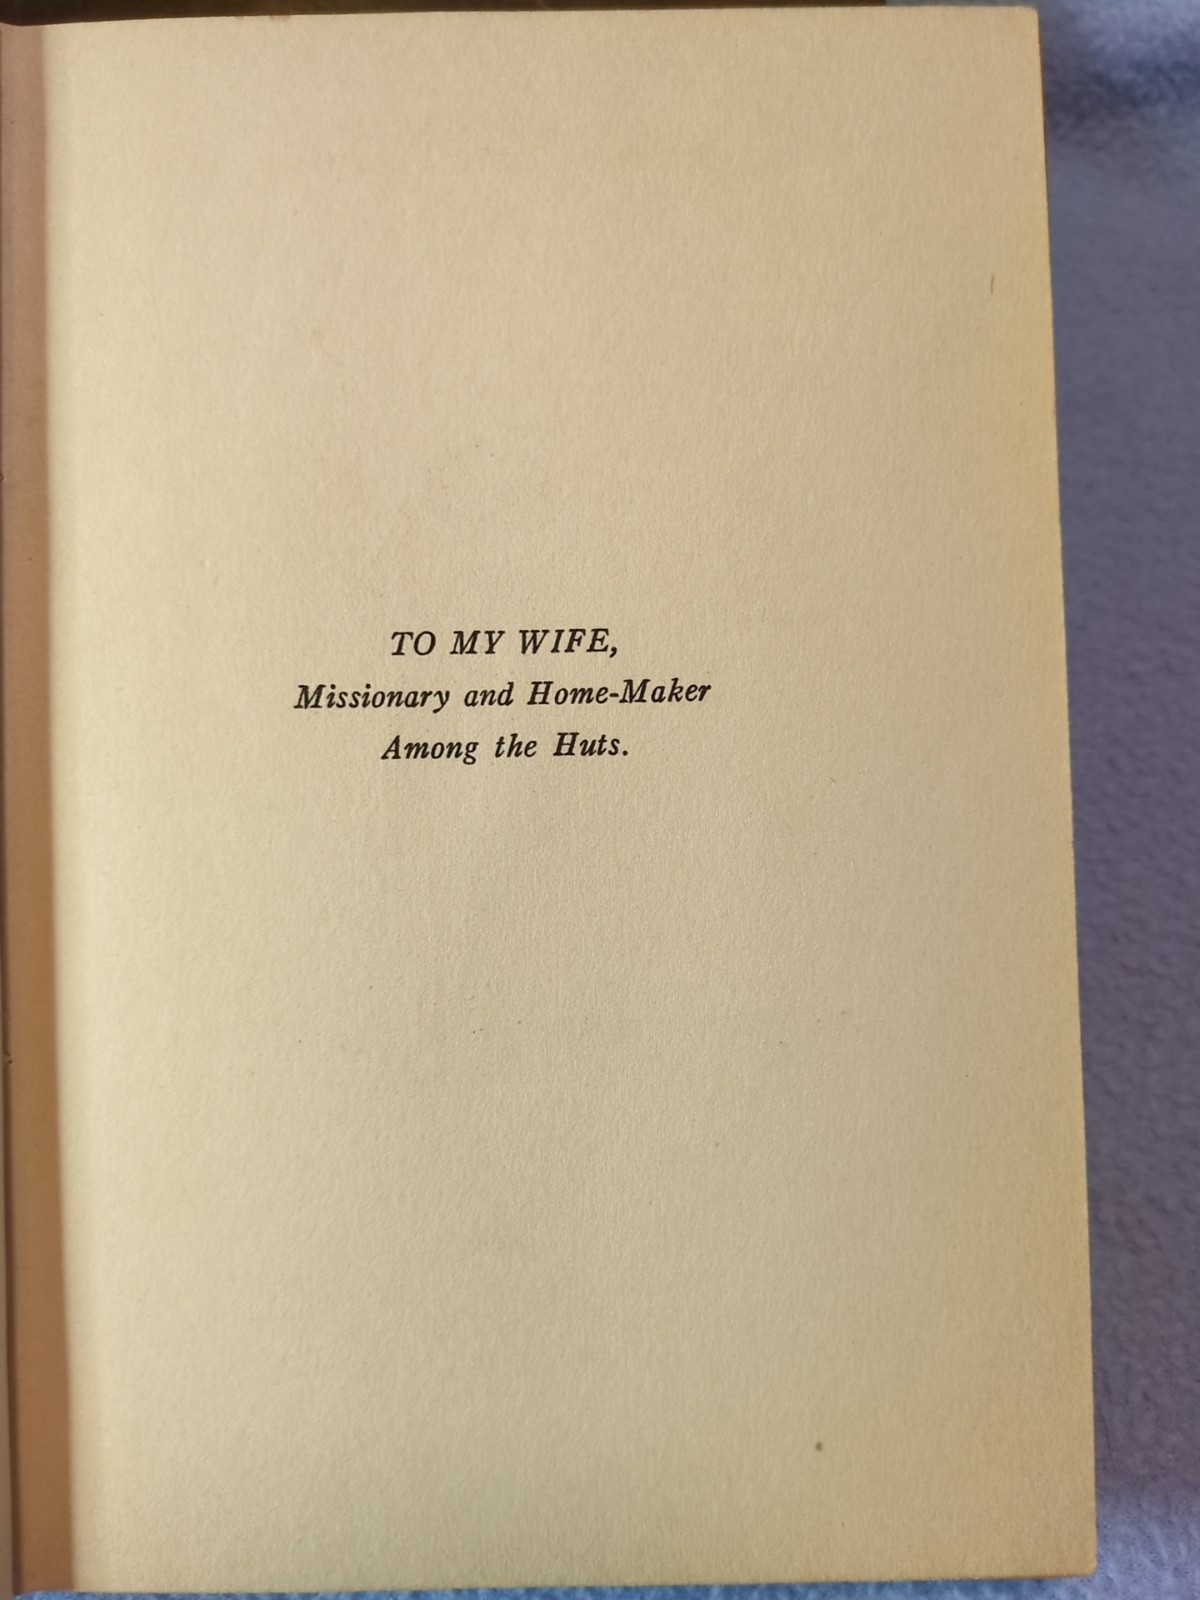 TO MY WIFE,
Missionary and Home-Maker
Among the Huts.